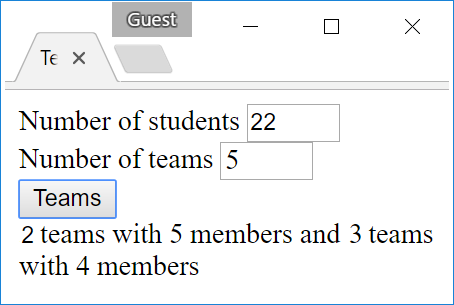 Guest
Te
Number of students 22
Number of teams 5
Teams
2 teams with 5 members and 3 teams
with 4 members